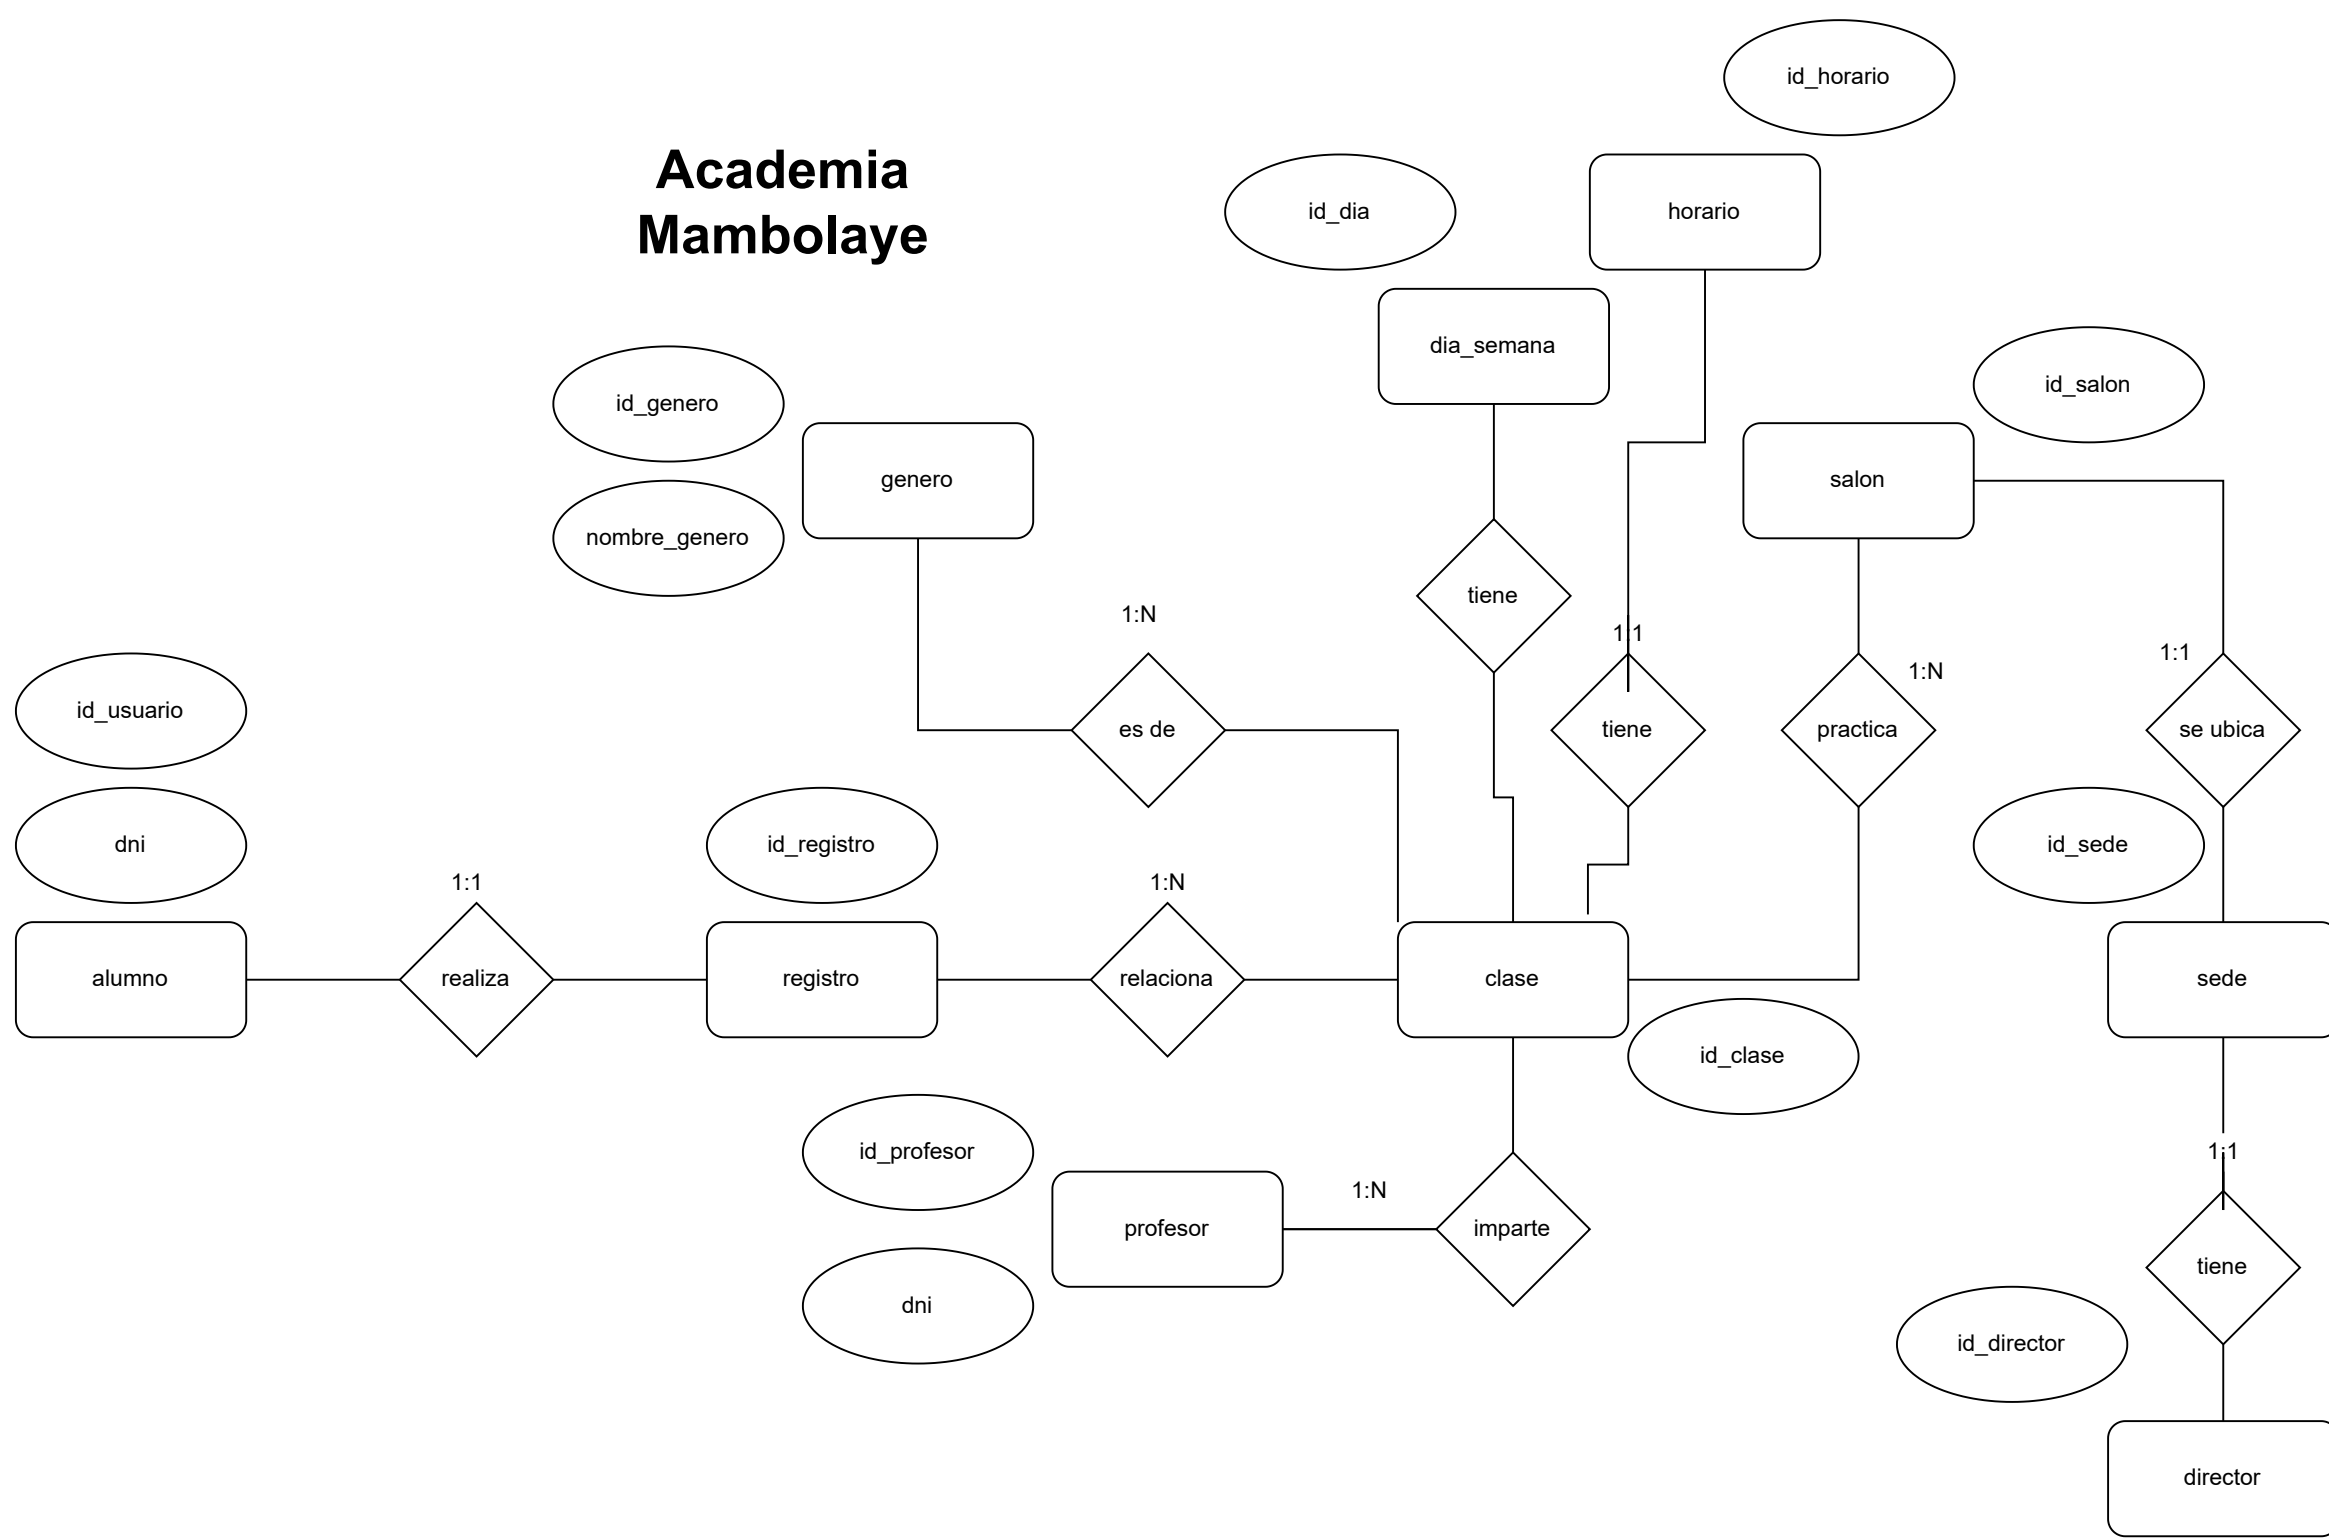 id_horario
Academia
Mambolaye
id_dia
horario
dia_semana
id_genero
id_salon
genero
salon
nombre_genero
tiene
1:N
1:1
1:N
1:1
id_usuario
es de
tiene
practica
se ubica
dni
id_registro
id_sede
1:1
1:N
alumno
realiza
registro
relaciona
clase
sede
id_clase
id_profesor
1:1
1:N
profesor
imparte
tiene
dni
id_director
director